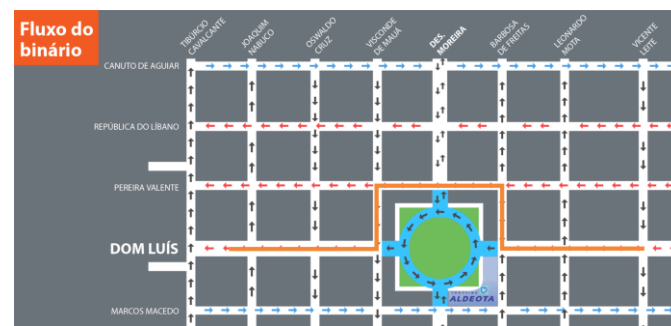 Fluxo do
binário
TIBÚRCIO
CAVALCANTE
JOAQUIM
NABUCO
OSWALDO
CRUZ
VISCONDE
DE MAUÁ
DES.
MOREIRA
BARBOSA
DE FREITAS
LEONARDO
MOTA
VICENTE
LEITE
CANUTO DE AGUIAR
REPÚBLICA DO LÍBANO
PEREIRA VALENTE
DOM LUÍS
ALDEOTA
MARCOS MACEDO